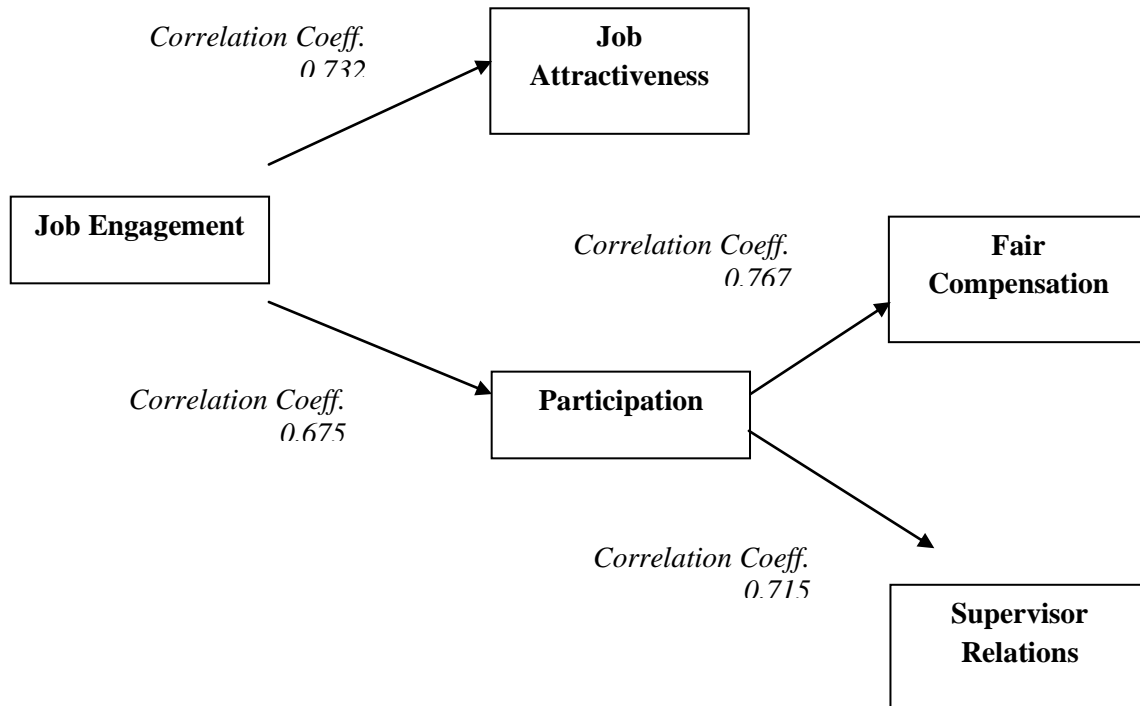 Correlation Coeff.
0.732
Job
Attractiveness
Job Engagement
Correlation Coeff.
0.767
Fair
Compensation
Correlation Coeff.
0.675
Participation
Correlation Coeff.
0.715
Supervisor
Relations